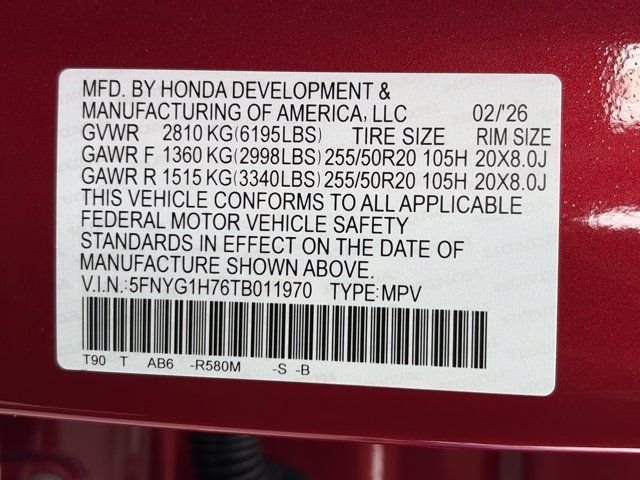 MFD. BY HONDA DEVELOPMENT &
MANUFACTURING OF AMERICA, LLC 02/'26
GVWR 2810 KG(6195LBS) TIRE SIZE RIM SIZE
GAWR F 1360 KG(2998LBS) 255/50R20 105H 20X8.0J
GAWR R 1515 KG(3340LBS) 255/50R20 105H 20X8.0J
THIS VEHICLE CONFORMS TO ALL APPLICABLE
FEDERAL MOTOR VEHICLE SAFETY
STANDARDS IN EFFECT ON THE DATE OF
MANUFACTURE SHOWN ABOVE.
V.I.N.:5FNYG1H76TB011970 TYPE:MPV
T90 T AB6 -R580M -S -B